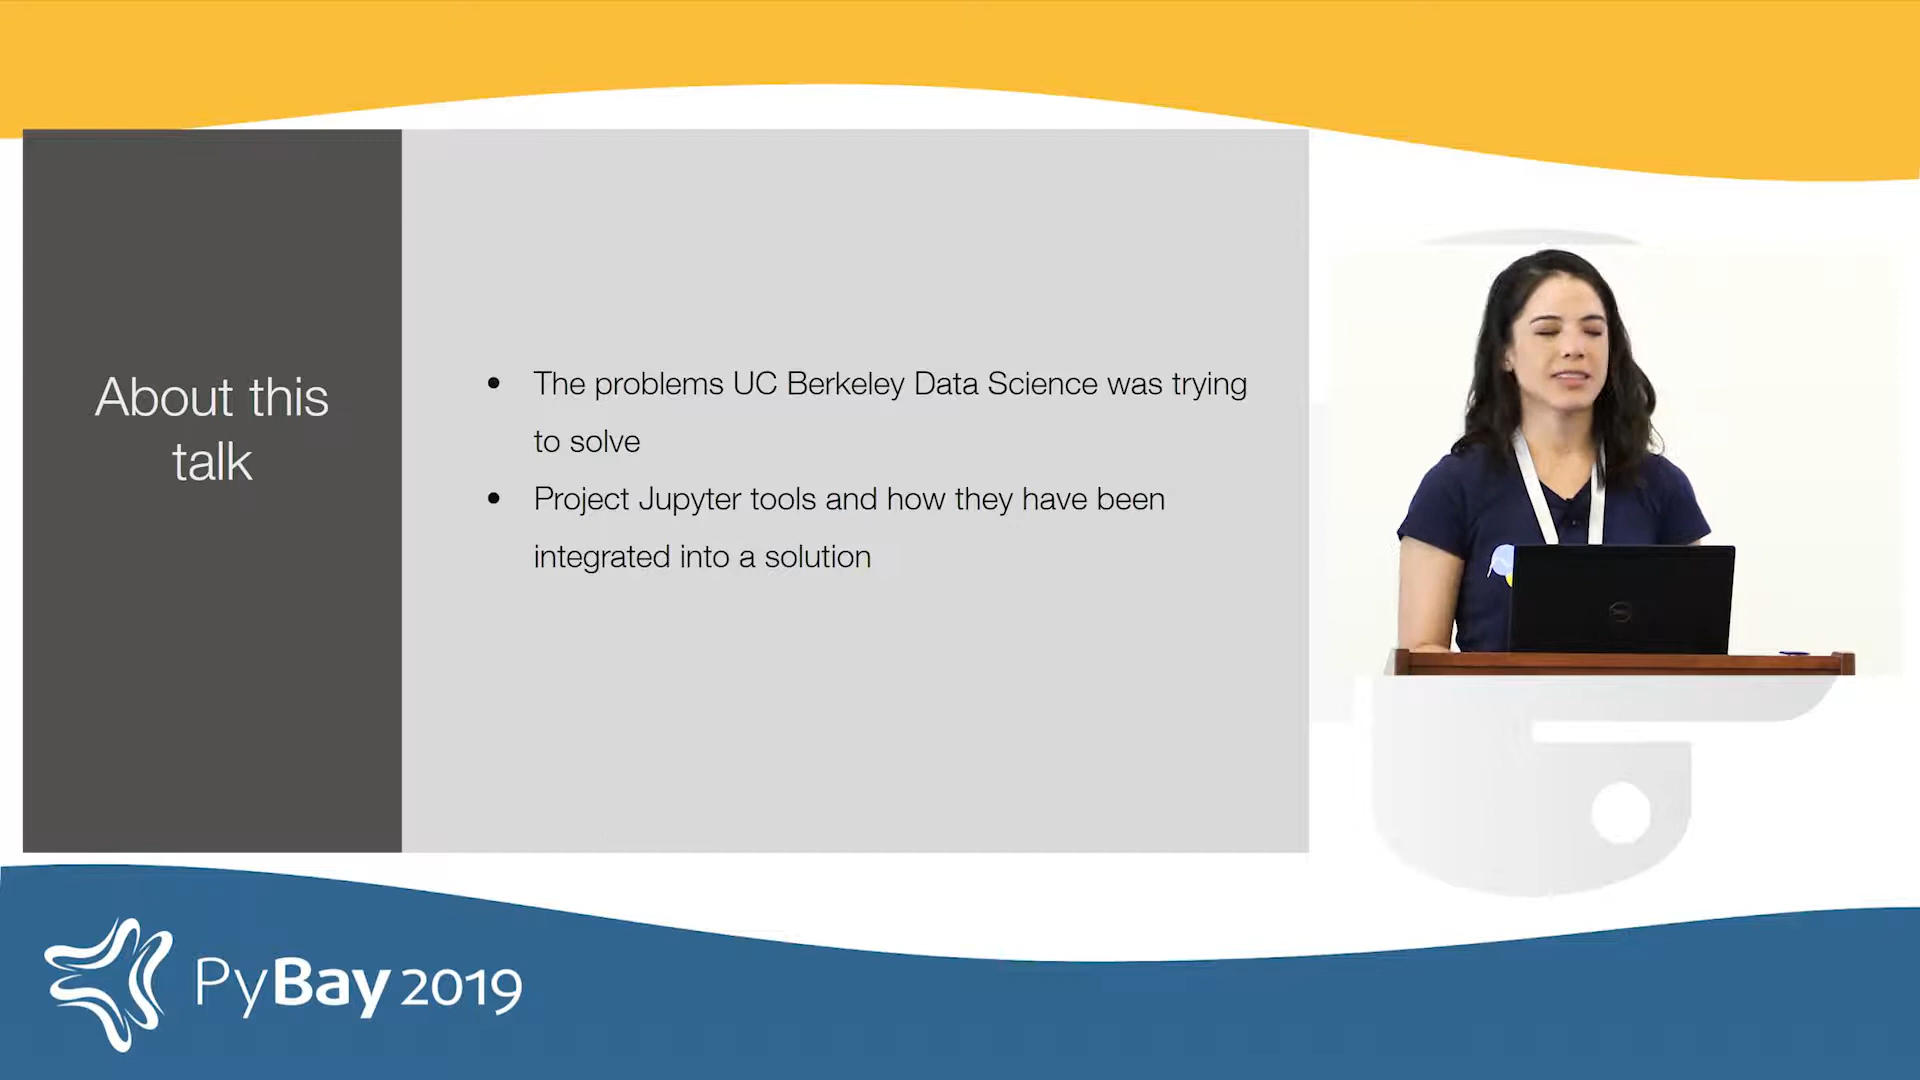 About this
talk
• The problems UC Berkeley Data Science was trying
to solve
• Project Jupyter tools and how they have been
integrated into a solution
PyBay 2019